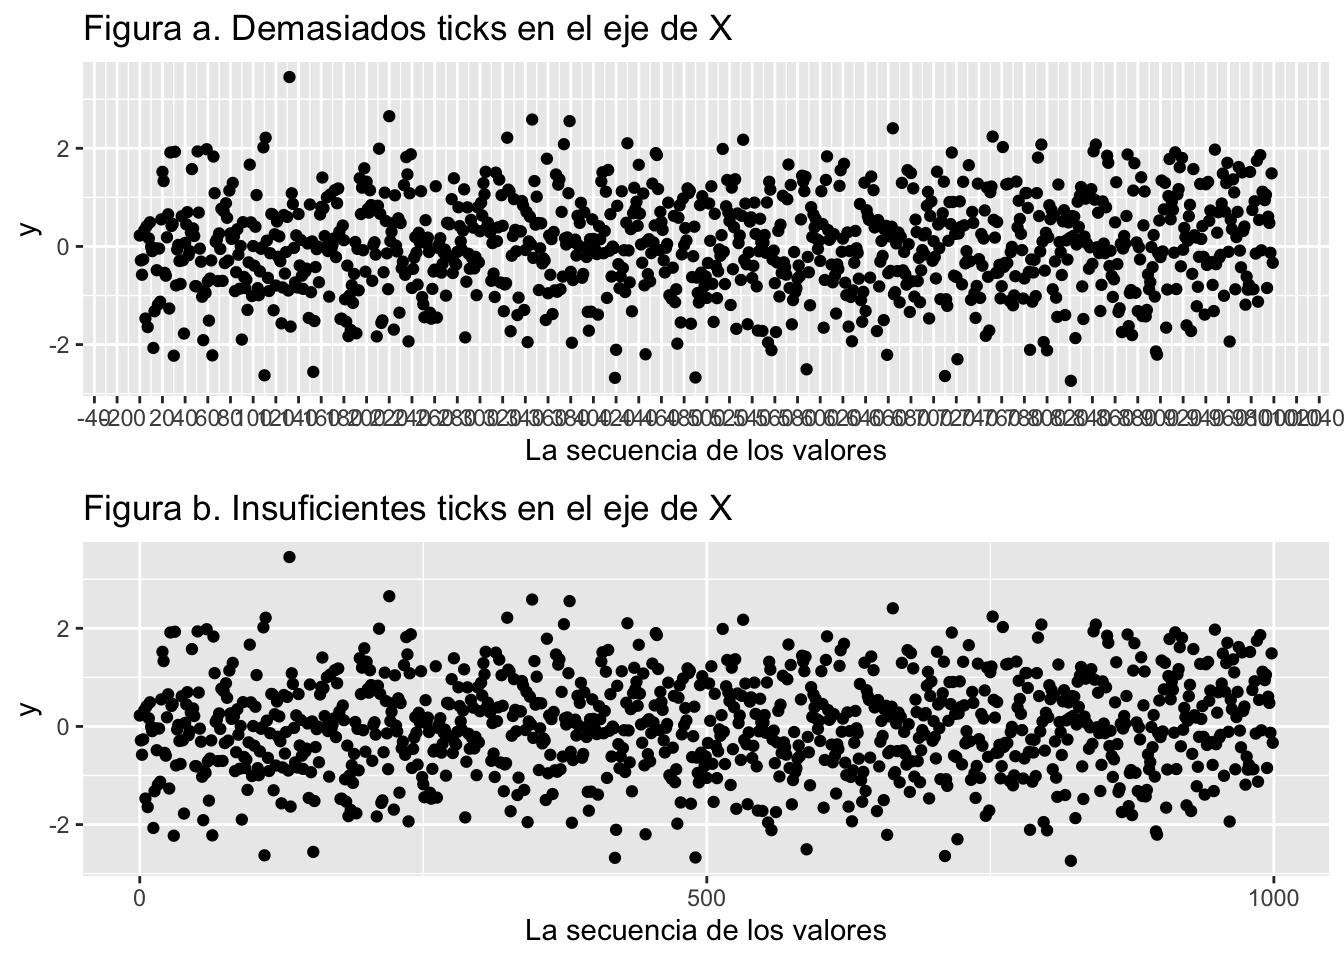 Figura a. Demasiados ticks en el eje de X
2
0
-2
y
La secuencia de los valores
Figura b. Insuficientes ticks en el eje de X
2
0
-2
y
0 500 1000
La secuencia de los valores